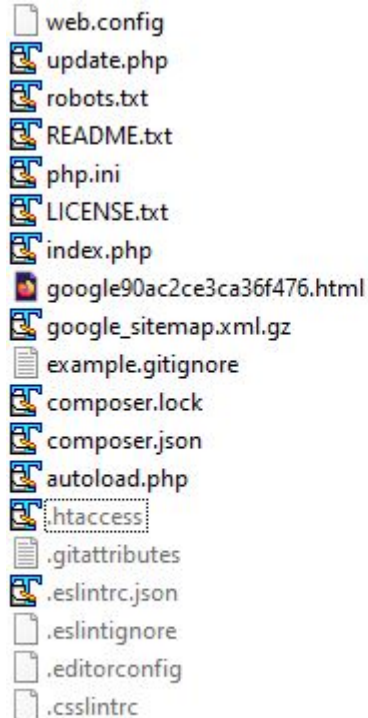 web.config
update.php
robots.txt
README.txt
php.ini
LICENSE.txt
index.php
google90ac2ce3ca36f476.html
google_sitemap.xml.gz
example.gitignore
composer.lock
composer.json
autoload.php
.htaccess
.gitattributes
.eslintrc.json
.eslintignore
.editorconfig
.csslintrc